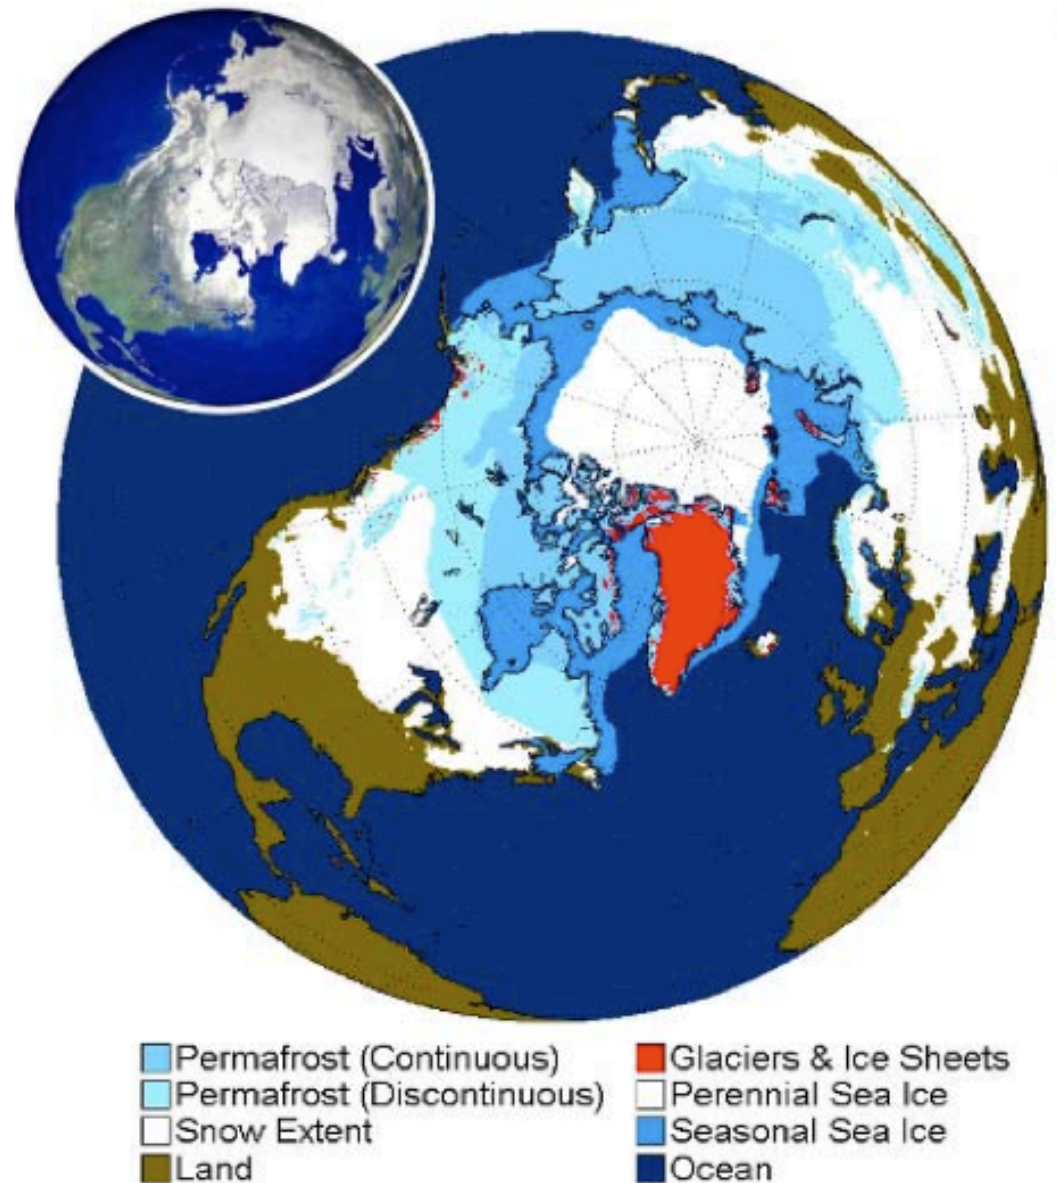 Permafrost (Continuous)
Permafrost (Discontinuous)
Snow Extent
Land
Glaciers & Ice Sheets
Perennial Sea Ice
Seasonal Sea Ice
Ocean